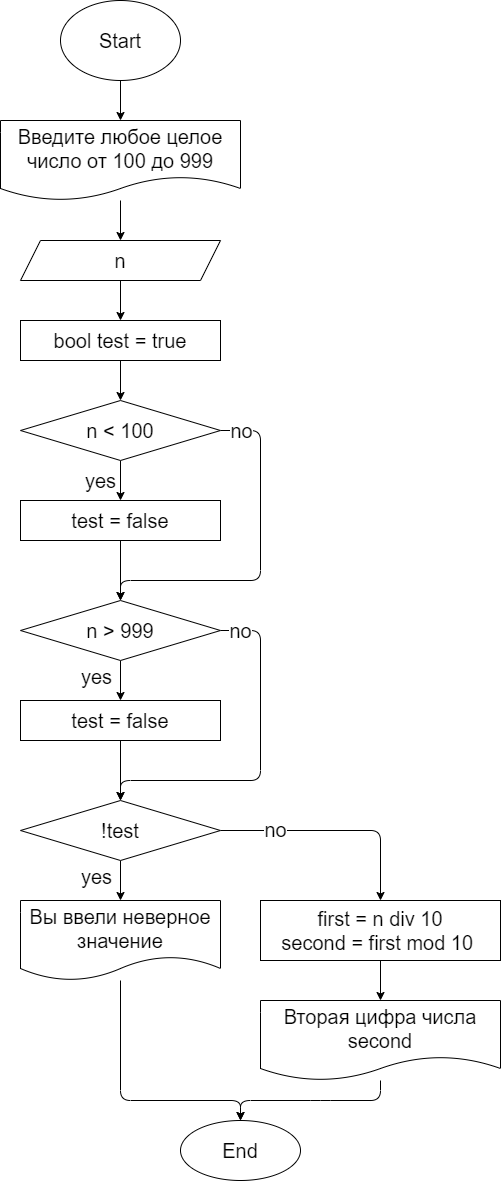 Start
Введите любое целое
число от 100 до 999
n
bool test = true
n < 100
no
yes
test = false
n > 999
no
yes
test = false
!test
no
yes
Вы ввели неверное
значение
first = n div 10
second = first mod 10
Вторая цифра числа
second
End